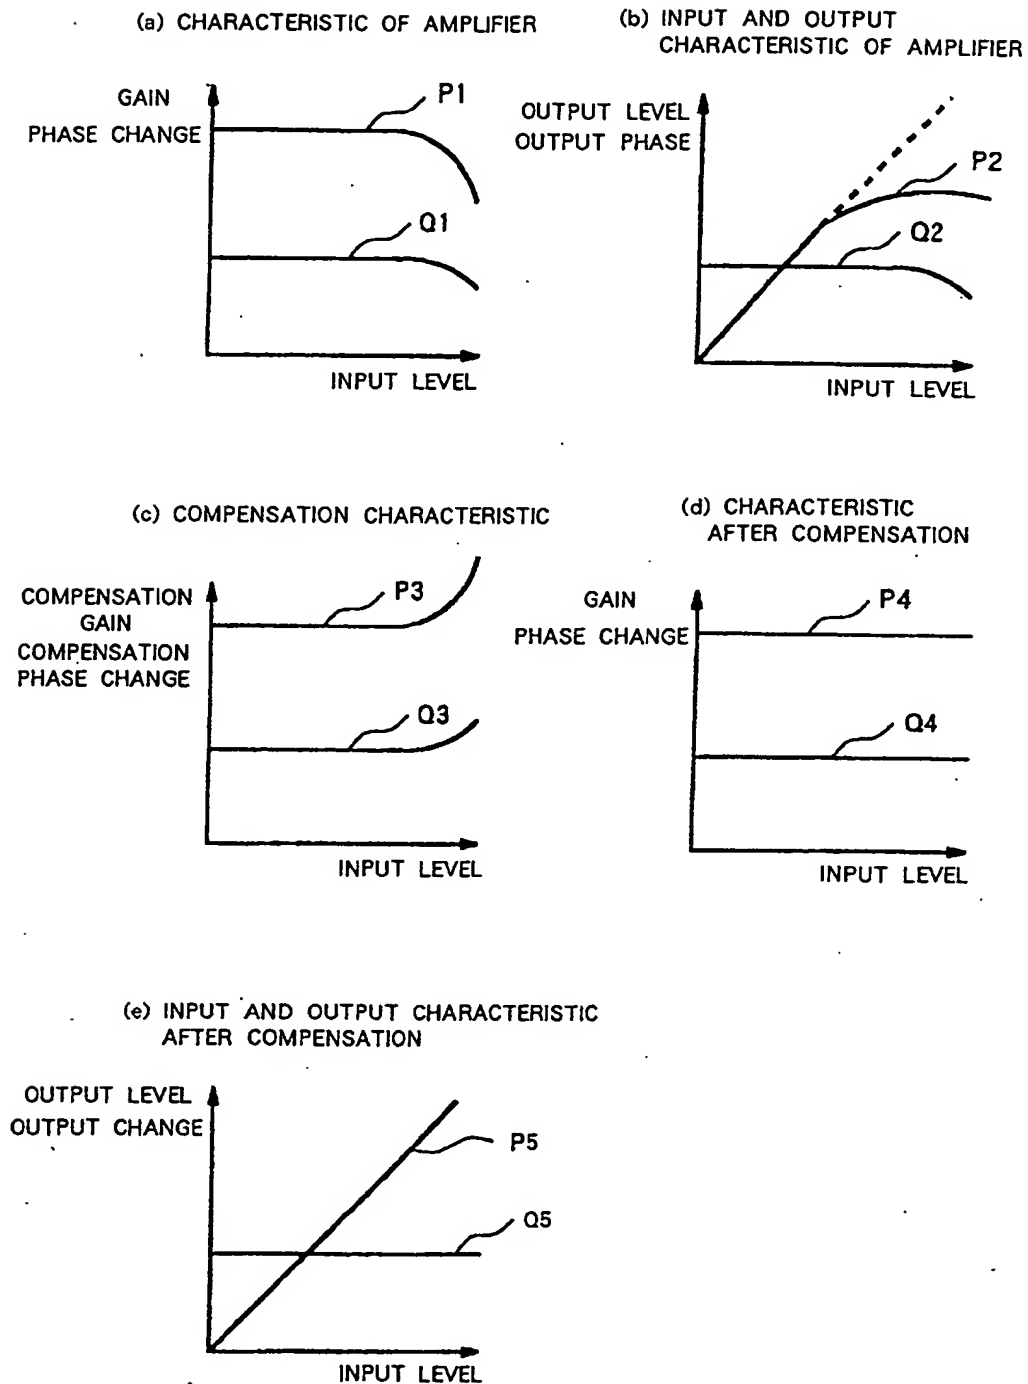 (a) CHARACTERISTIC OF AMPLIFIER
GAIN
PHASE CHANGE
P1
Q1
INPUT LEVEL
(b) INPUT AND OUTPUT
CHARACTERISTIC OF AMPLIFIER
OUTPUT LEVEL
OUTPUT PHASE
P2
Q2
INPUT LEVEL
(c) COMPENSATION CHARACTERISTIC
COMPENSATION
GAIN
COMPENSATION
PHASE CHANGE
P3
Q3
INPUT LEVEL
(d) CHARACTERISTIC
AFTER COMPENSATION
GAIN
PHASE CHANGE
P4
Q4
INPUT LEVEL
(e) INPUT AND OUTPUT CHARACTERISTIC
AFTER COMPENSATION
OUTPUT LEVEL
OUTPUT CHANGE
P5
Q5
INPUT LEVEL